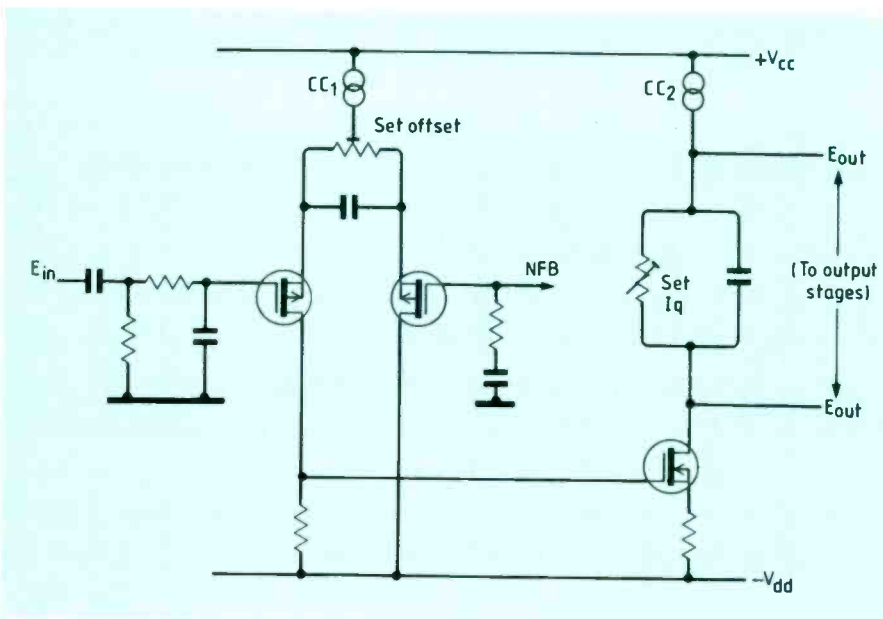 +Vcc
CC1
CC2
Set offset
Eout
Ein
NFB
Set
Iq
(To output
stages)
Eout
−Vdd